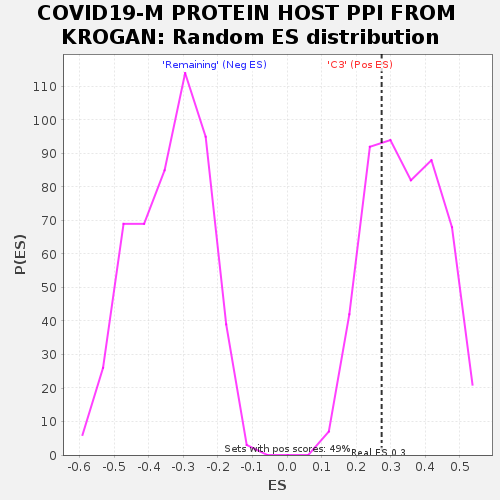 COVID19-M PROTEIN HOST PPI FROM
KROGAN: Random ES distribution
'Remaining' (Neg ES)
'C3' (Pos ES)
110
100
90
80
70
60
50
40
30
20
10
0
P(ES)
Sets with pos scores: 49%
Real ES 0.3
-0.6 -0.5 -0.4 -0.3 -0.2 -0.1 0.0 0.1 0.2 0.3 0.4 0.5
ES